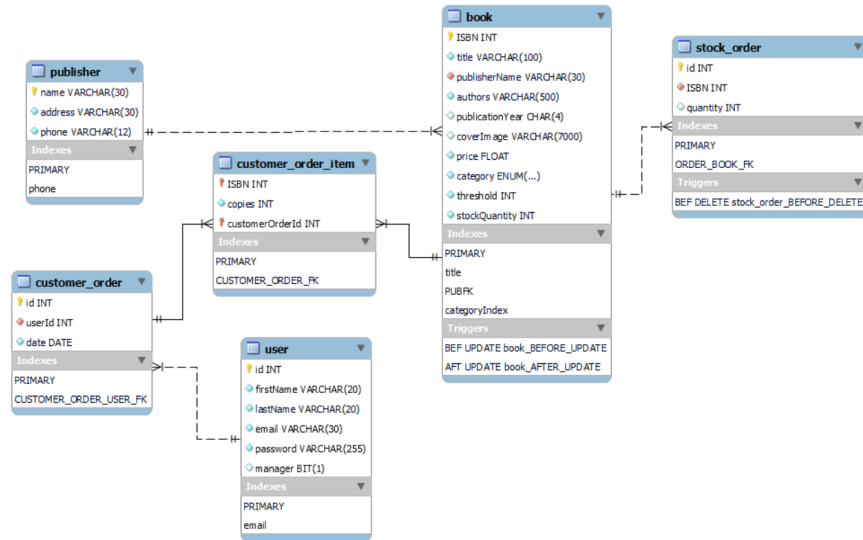 publisher
name VARCHAR(30)
address VARCHAR(30)
phone VARCHAR(12)
Indexes
PRIMARY
phone
customer_order_item
ISBN INT
copies INT
customerOrderId INT
Indexes
PRIMARY
CUSTOMER_ORDER_FK
customer_order
id INT
userId INT
date DATE
Indexes
PRIMARY
CUSTOMER_ORDER_USER_FK
user
id INT
firstName VARCHAR(20)
lastName VARCHAR(20)
email VARCHAR(30)
password VARCHAR(255)
manager BIT(1)
Indexes
PRIMARY
email
book
ISBN INT
title VARCHAR(100)
publisherName VARCHAR(30)
authors VARCHAR(500)
publicationYear CHAR(4)
coverImage VARCHAR(7000)
price FLOAT
category ENUM(...)
threshold INT
stockQuantity INT
Indexes
PRIMARY
title
PUBFK
categoryIndex
Triggers
BEF UPDATE book_BEFORE_UPDATE
AFT UPDATE book_AFTER_UPDATE
stock_order
id INT
ISBN INT
quantity INT
Indexes
PRIMARY
ORDER_BOOK_FK
Triggers
BEF DELETE stock_order_BEFORE_DELETE